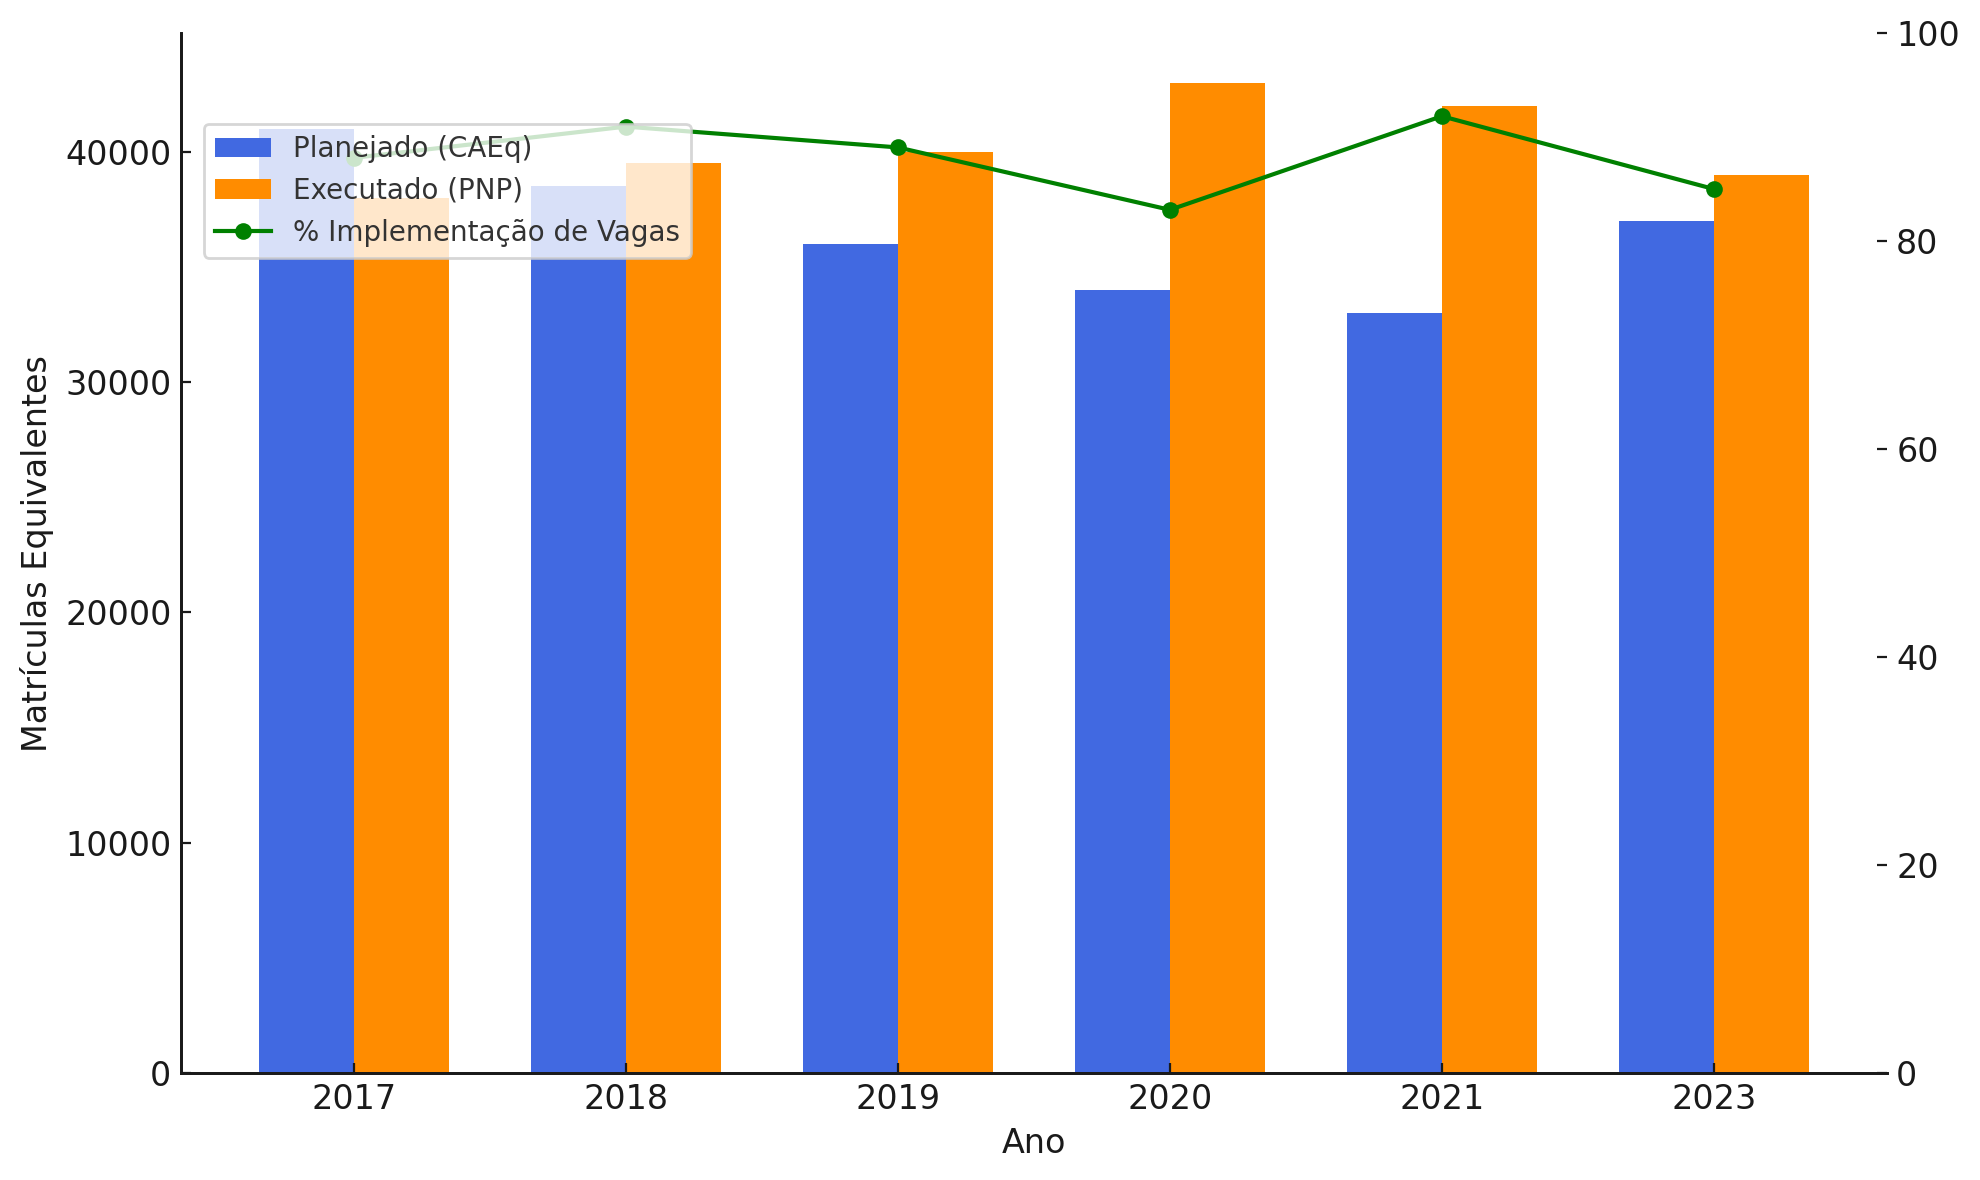 Planejado (CAEq)
Executado (PNP)
% Implementação de Vagas
Matrículas Equivalentes
40000
30000
20000
10000
0
100
80
60
40
20
0
2017 2018 2019 2020 2021 2023
Ano